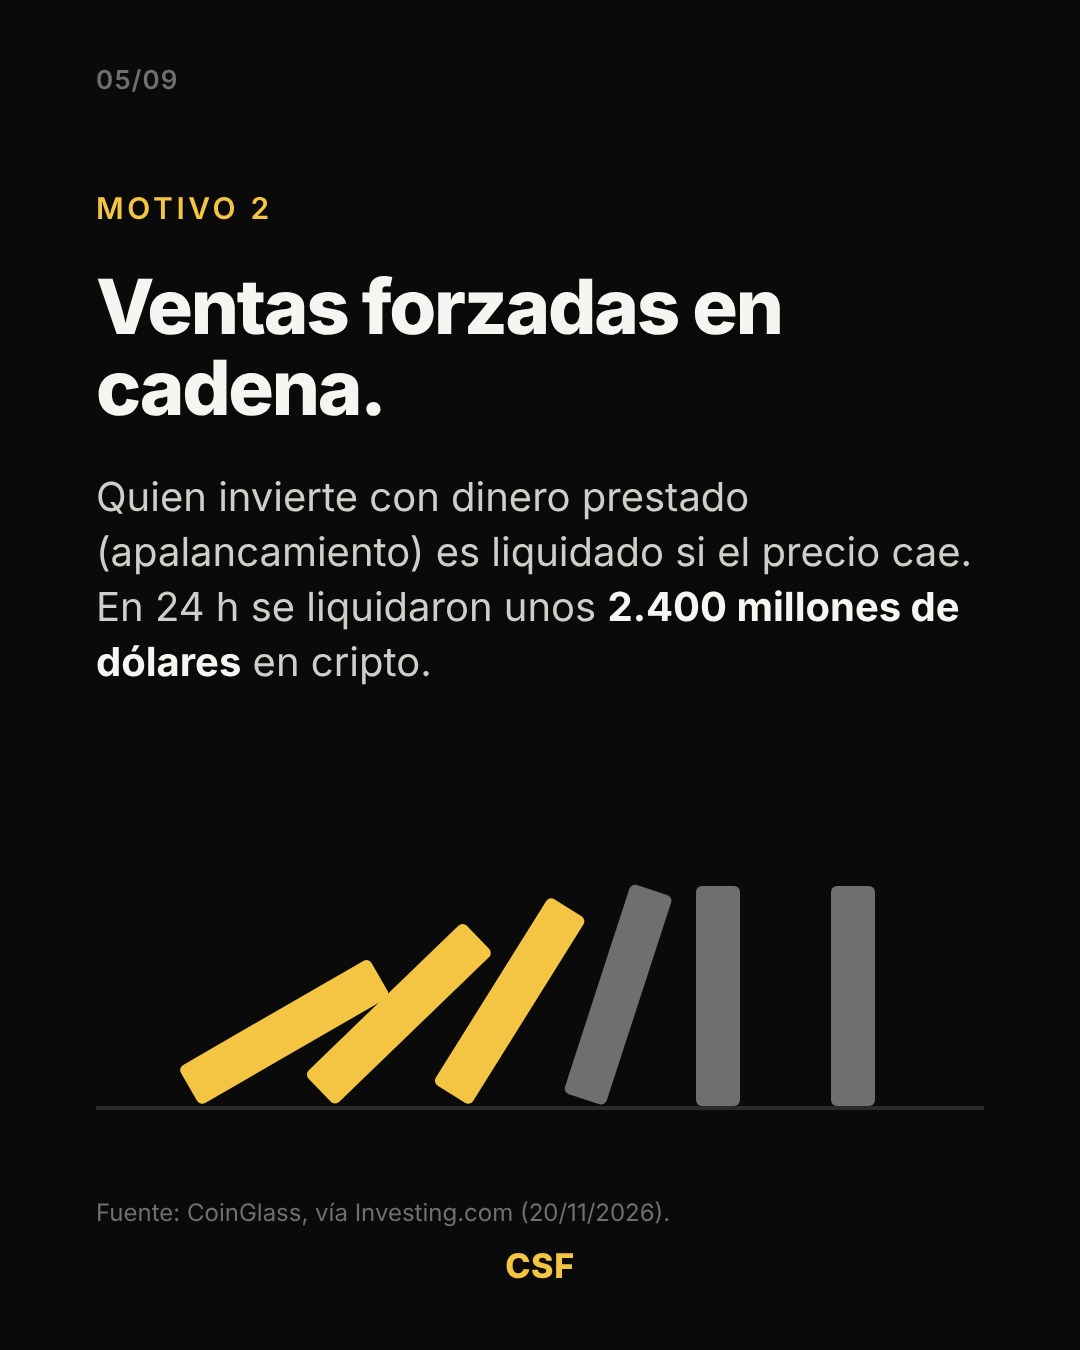 05/09
MOTIVO 2
Ventas forzadas en
cadena.
Quien invierte con dinero prestado
(apalancamiento) es liquidado si el precio cae.
En 24 h se liquidaron unos 2.400 millones de
dólares en cripto.
Fuente: CoinGlass, vía Investing.com (20/11/2026).
CSF